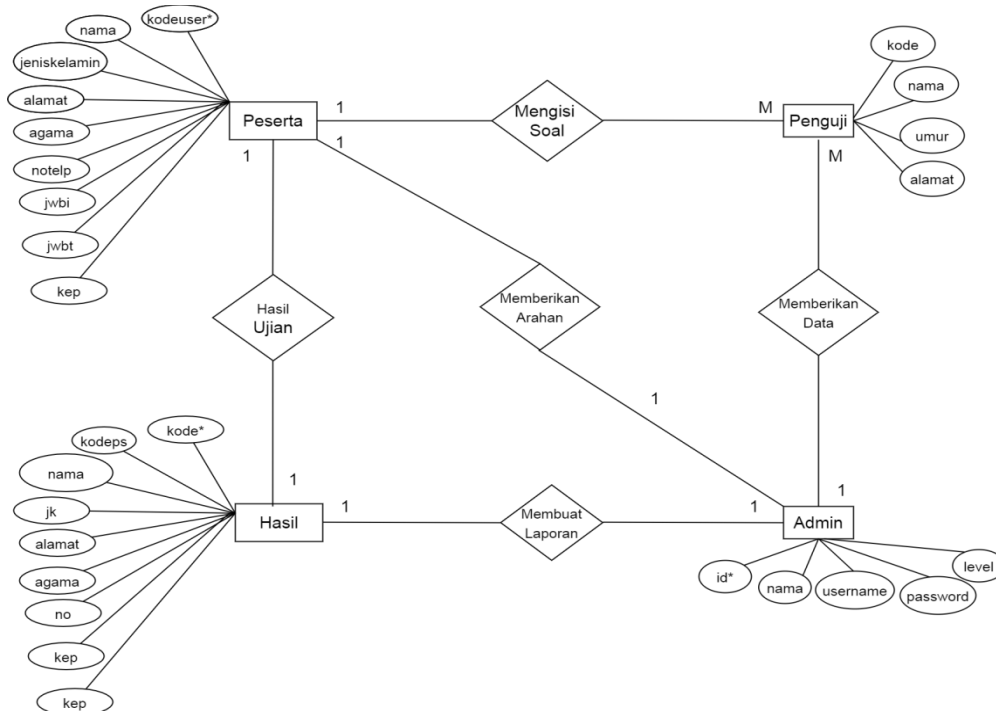 kodeuser*
nama
jeniskelamin
alamat
agama
notelp
jwbi
jwbt
kep
Peserta
1
1
1
Mengisi
Soal
M
Penguji
M
kode
nama
umur
alamat
Hasil
Ujian
Memberikan
Arahan
Memberikan
Data
1
1
1
1
1
kode*
kodeps
nama
jk
alamat
agama
no
kep
kep
Hasil
Membuat
Laporan
Admin
id*
nama
username
password
level